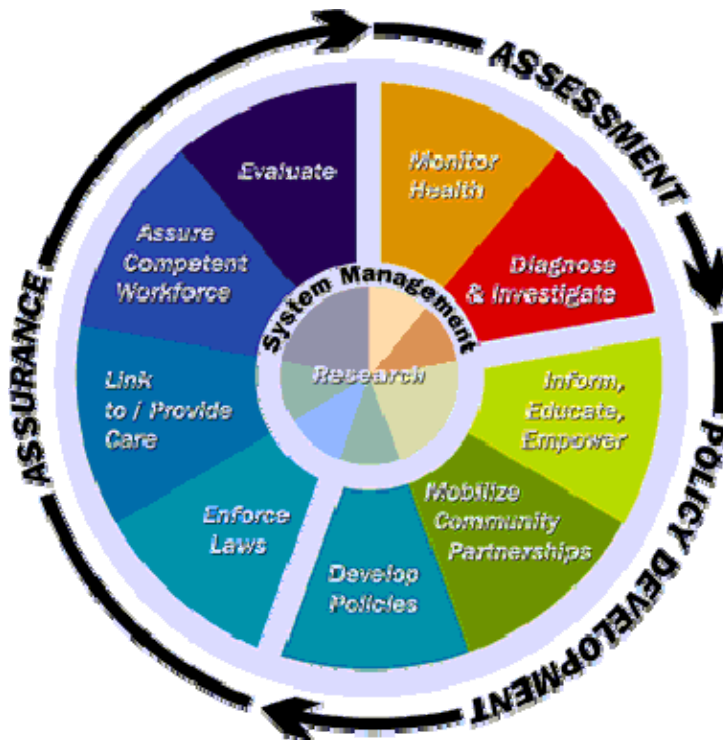 ASSESSMENT
POLICY DEVELOPMENT
ASSURANCE
Monitor
Health
Diagnose
& Investigate
Inform,
Educate,
Empower
Mobilize
Community
Partnerships
Develop
Policies
Enforce
Laws
Link
to / Provide
Care
Assure
Competent
Workforce
Evaluate
System Management
Research